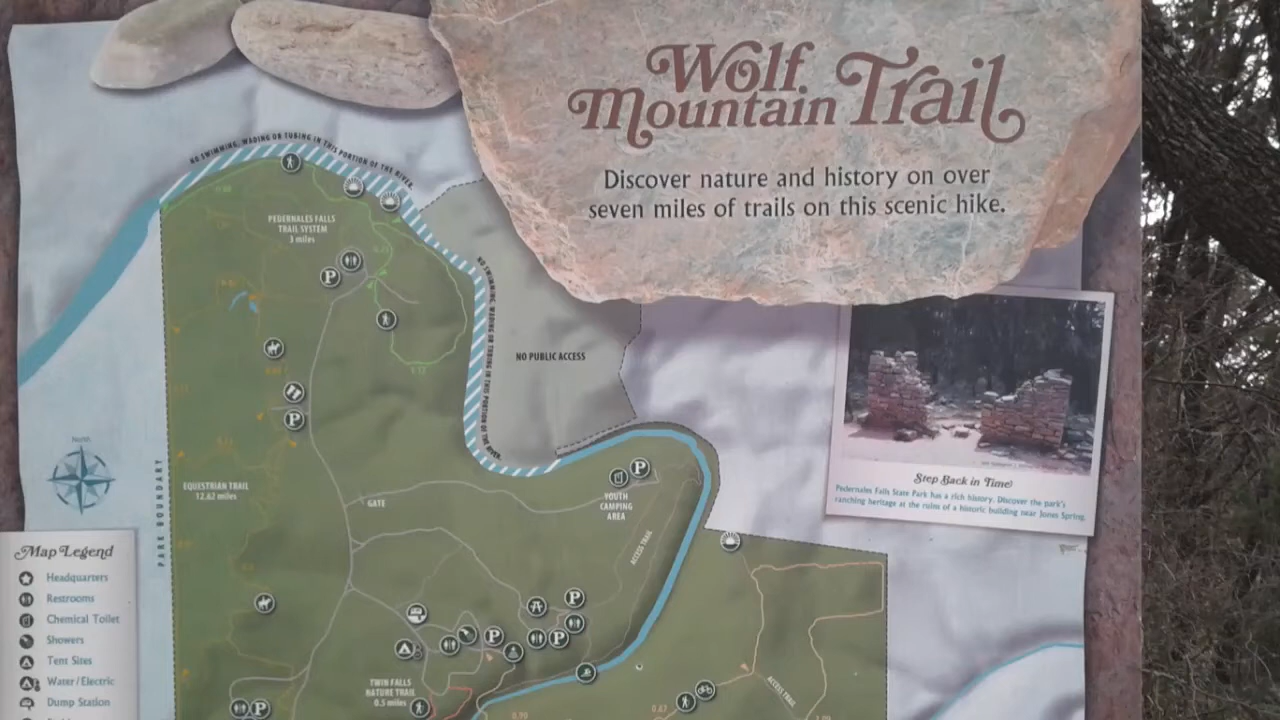 Wolf
Mountain Trail
Discover nature and history on over
seven miles of trails on this scenic hike.
NO SWIMMING, WADING OR TUBING IN THIS PORTION OF THE RIVER.
PEDERNALES FALLS
TRAIL SYSTEM
3 miles
P
NO PUBLIC ACCESS
P
North
EQUESTRIAN TRAIL
12.62 miles
PARK BOUNDARY
GATE
P
YOUTH
CAMPING
AREA
ACCESS TRAIL
Step Back in Time
Pedernales Falls State Park has a rich history. Discover the park's
ranching heritage at the ruins of a historic building near Jones Spring.
Map Legend
Headquarters
Restrooms
Chemical Toilet
Showers
Tent Sites
Water/Electric
Dump Station
P
P
P
TWIN FALLS
NATURE TRAIL
0.5 miles
P
ACCESS TRAIL